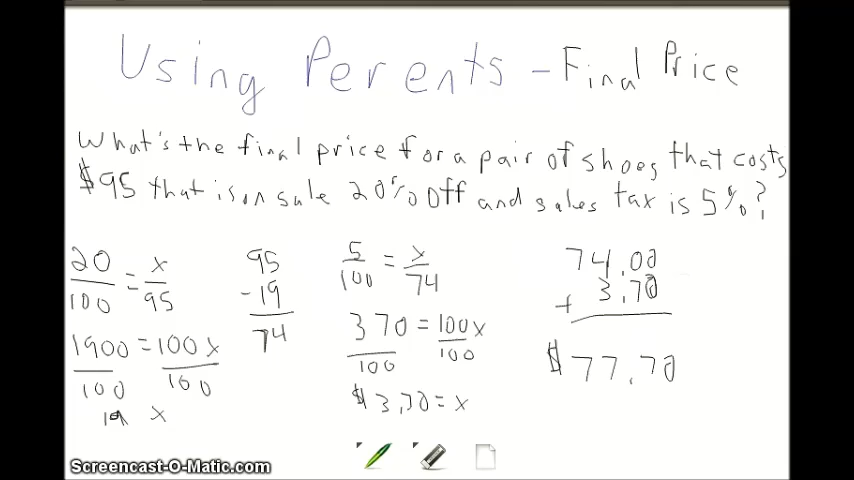 Using Perents - Final Price
What's the final price for a pair of shoes that costs
$95 that is on sale 20% off and sales tax is 5%?
20/100 = x/95
1900/100 = 100x/100
19 x
95
-19
74
5/100 = x/74
370/100 = 100x/100
$3.70 = x
74.00
+ 3.70
$77.70
Screencast-O-Matic.com